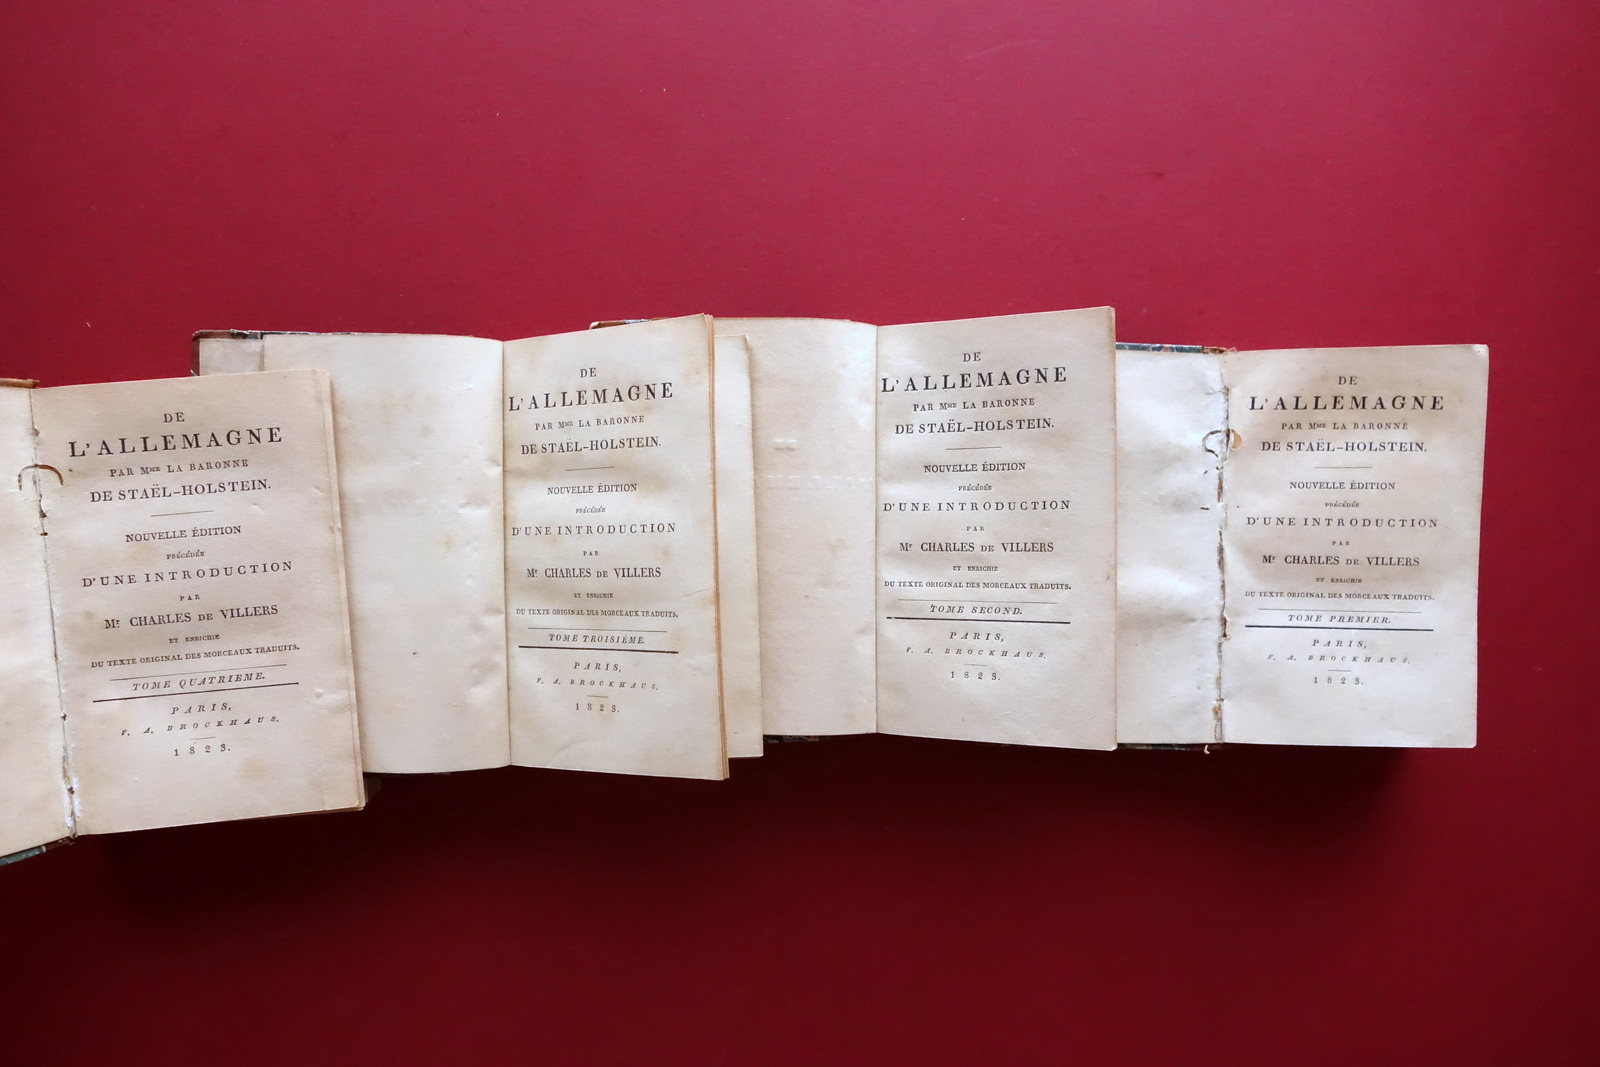 DE
L'ALLEMAGNE
PAR MME LA BARONNE
DE STAËL-HOLSTEIN.
NOUVELLE ÉDITION
PRÉCÉDÉE
D'UNE INTRODUCTION
PAR
Mr CHARLES DE VILLERS
ET ENRICHIE
DU TEXTE ORIGINAL DES MORCEAUX TRADUITS.
TOME QUATRIEME.
PARIS,
F. A. BROCKHAUS,
1823.
DE
L'ALLEMAGNE
PAR MME LA BARONNE
DE STAËL-HOLSTEIN.
NOUVELLE ÉDITION
PRÉCÉDÉE
D'UNE INTRODUCTION
PAR
Mr CHARLES DE VILLERS
ET ENRICHIE
DU TEXTE ORIGINAL DES MORCEAUX TRADUITS.
TOME TROISIÉME.
PARIS,
F. A. BROCKHAUS,
1823.
DE
L'ALLEMAGNE
PAR MME LA BARONNE
DE STAËL-HOLSTEIN.
NOUVELLE ÉDITION
PRÉCÉDÉE
D'UNE INTRODUCTION
PAR
Mr CHARLES DE VILLERS
ET ENRICHIE
DU TEXTE ORIGINAL DES MORCEAUX TRADUITS.
TOME SECOND.
PARIS,
F. A. BROCKHAUS.
1823.
DE
L'ALLEMAGNE
PAR MME LA BARONNE
DE STAËL-HOLSTEIN.
NOUVELLE ÉDITION
PRÉCÉDÉE
D'UNE INTRODUCTION
PAR
Mr CHARLES DE VILLERS
ET ENRICHIE
DU TEXTE ORIGINAL DES MORCEAUX TRADUITS.
TOME PREMIER.
PARIS,
F. A. BROCKHAUS.
1823.